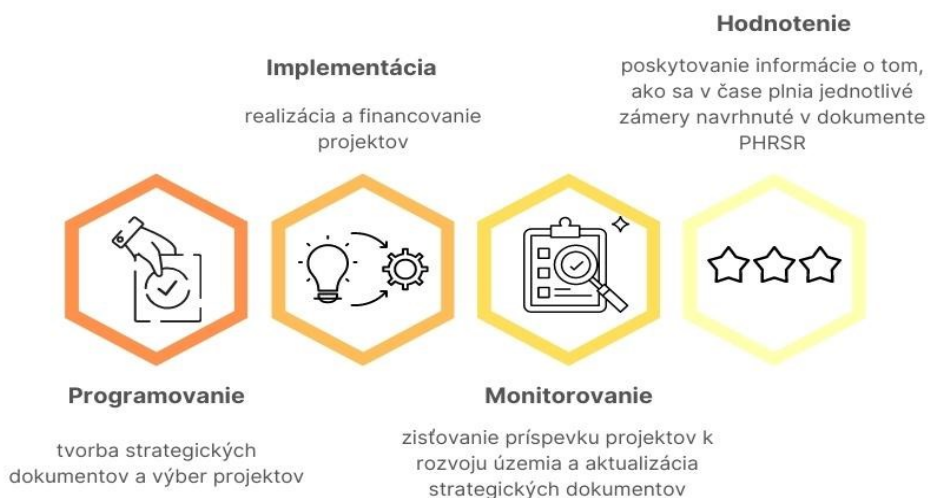 Hodnotenie
poskytovanie informácie o tom,
ako sa v čase plnia jednotlivé
zámery navrhnuté v dokumente
PHRSR
Implementácia
realizácia a financovanie
projektov
Programovanie
tvorba strategických
dokumentov a výber projektov
Monitorovanie
zisťovanie príspevku projektov k
rozvoju územia a aktualizácia
strategických dokumentov